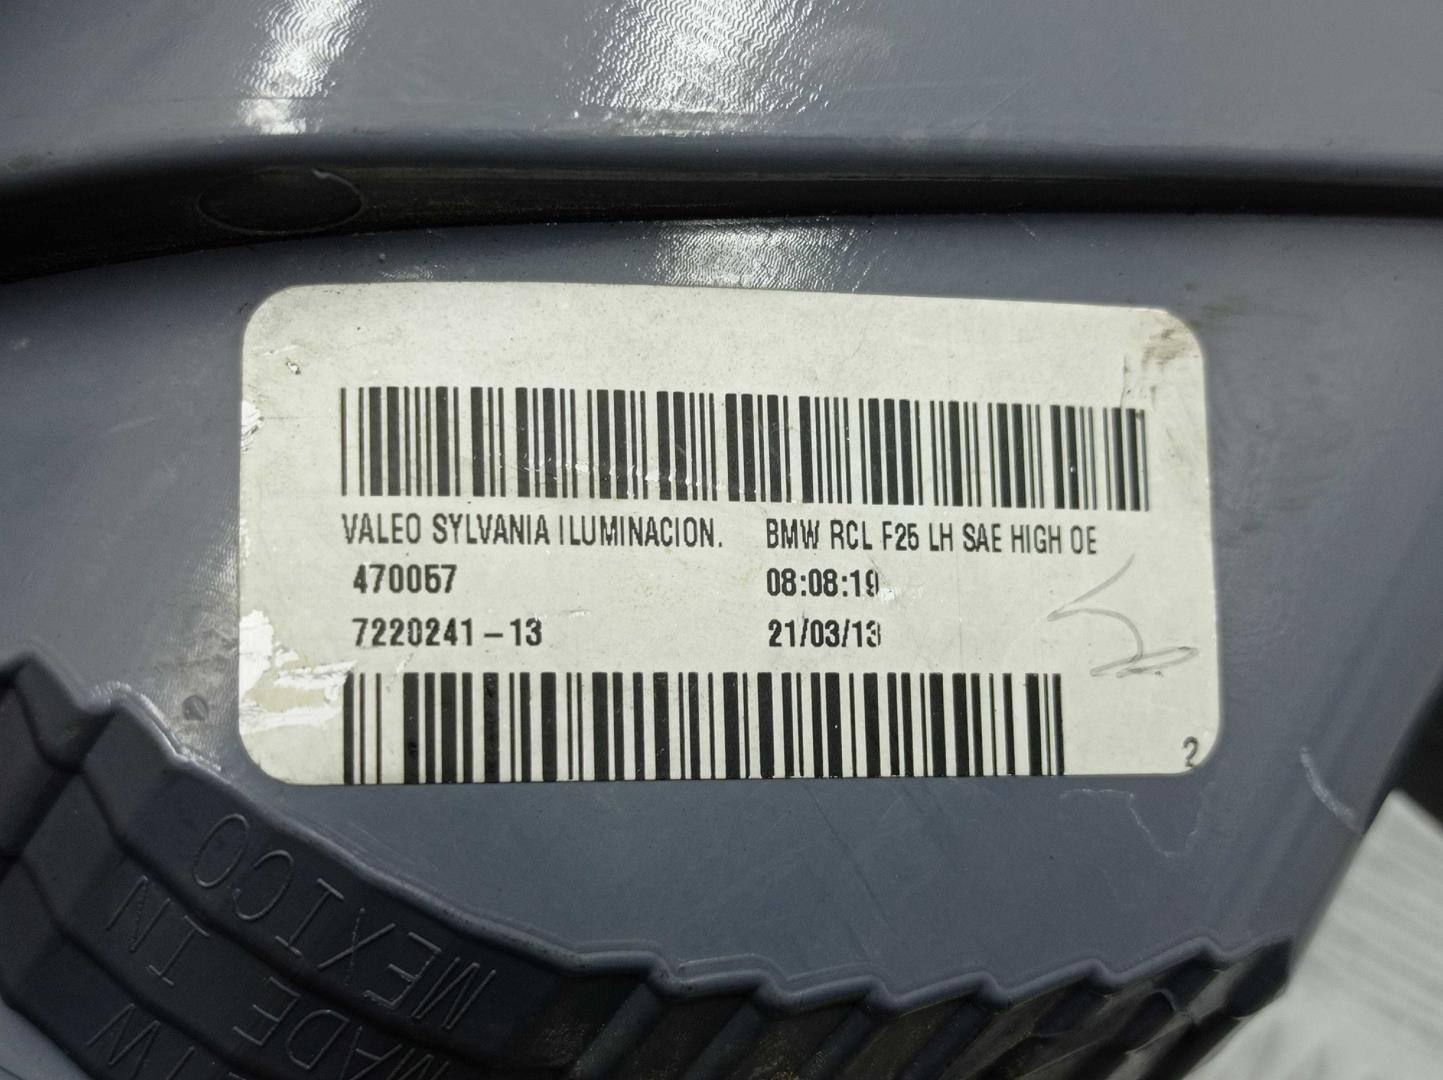 VALEO SYLVANIA ILUMINACION. BMW RCL F25 LH SAE HIGH OE
470057 08:08:19
7220241-13 21/03/13
2
MADE IN
MEXICO